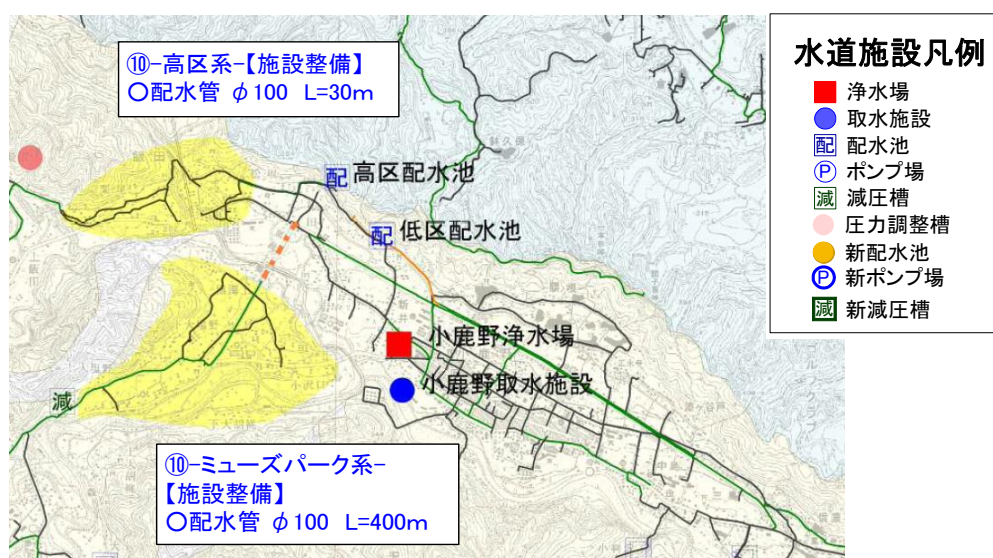 ⑩-高区系-【施設整備】
○配水管 φ100 L=30m
配 高区配水池
配 低区配水池
小鹿野浄水場
小鹿野取水施設
減
⑩-ミューズパーク系-
【施設整備】
○配水管 φ100 L=400m
水道施設凡例
浄水場
取水施設
配 配水池
P ポンプ場
減 減圧槽
圧力調整槽
新配水池
P 新ポンプ場
減 新減圧槽